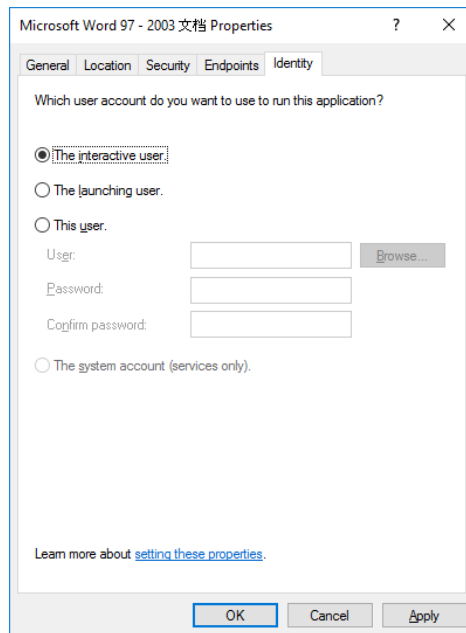 Microsoft Word 97 - 2003 文档 Properties
General Location Security Endpoints Identity
Which user account do you want to use to run this application?
The interactive user.
The launching user.
This user.
User:
Browse...
Password:
Confirm password:
The system account (services only).
Learn more about setting these properties.
OK Cancel Apply